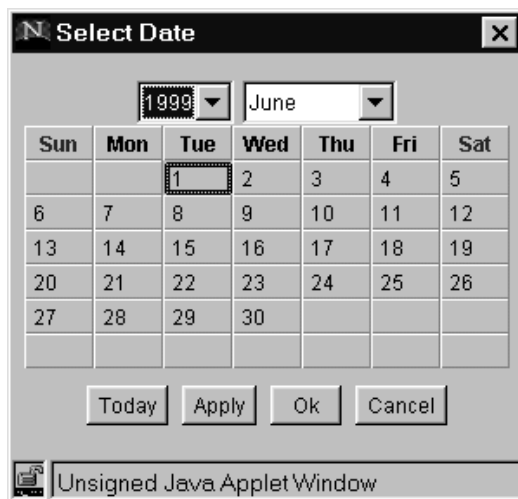 N Select Date
1999 June
Sun Mon Tue Wed Thu Fri Sat
1 2 3 4 5
6 7 8 9 10 11 12
13 14 15 16 17 18 19
20 21 22 23 24 25 26
27 28 29 30
Today Apply Ok Cancel
Unsigned Java Applet Window